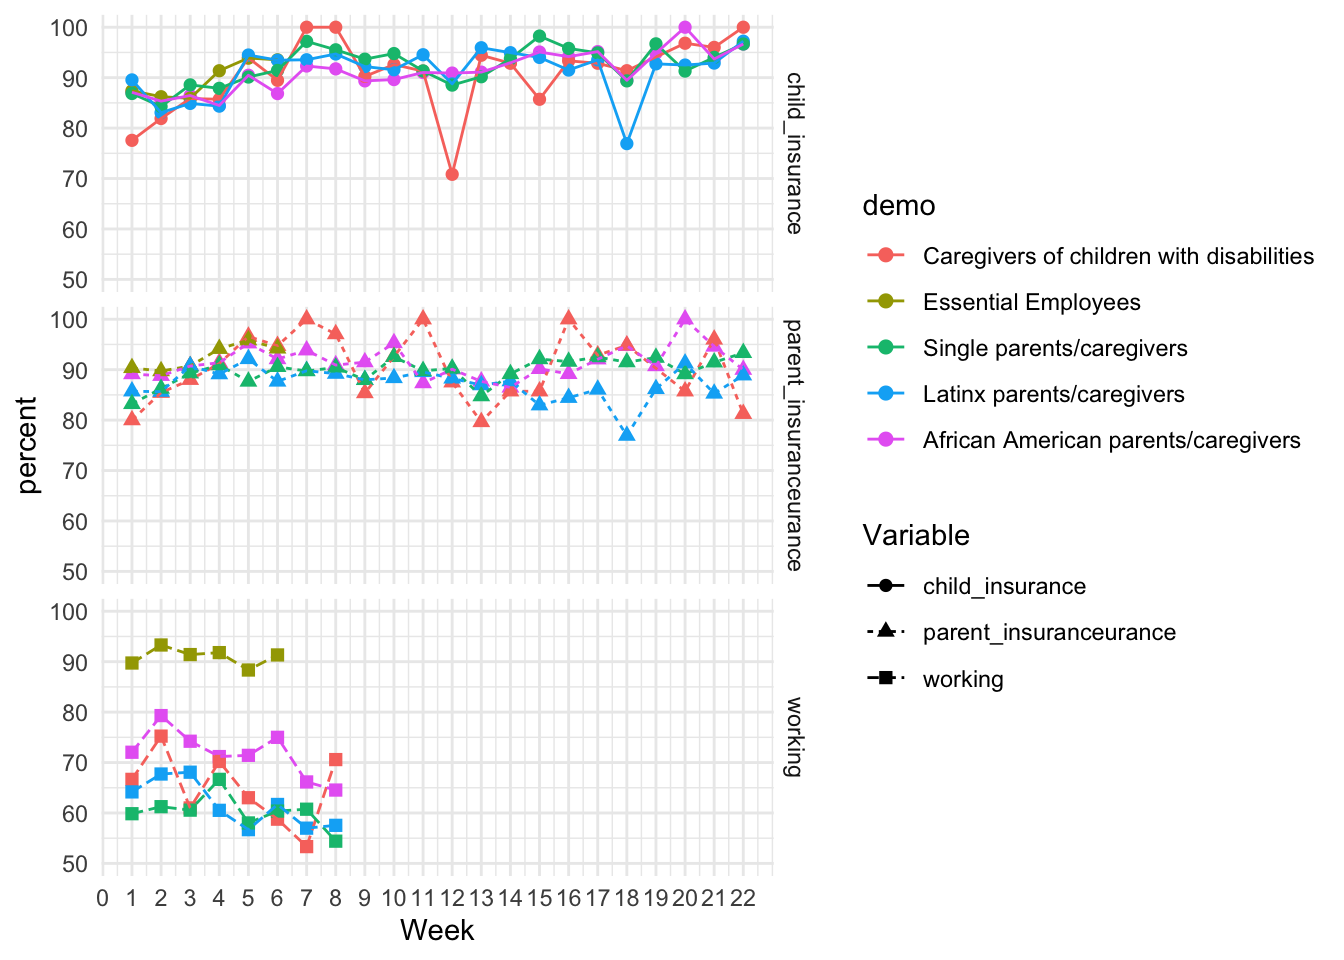 percent
100
90
80
70
60
50
child_insurance
100
90
80
70
60
50
parent_insuranceurance
100
90
80
70
60
50
working
0 1 2 3 4 5 6 7 8 9 10 11 12 13 14 15 16 17 18 19 20 21 22
Week
demo
Caregivers of children with disabilities
Essential Employees
Single parents/caregivers
Latinx parents/caregivers
African American parents/caregivers
Variable
child_insurance
parent_insuranceurance
working